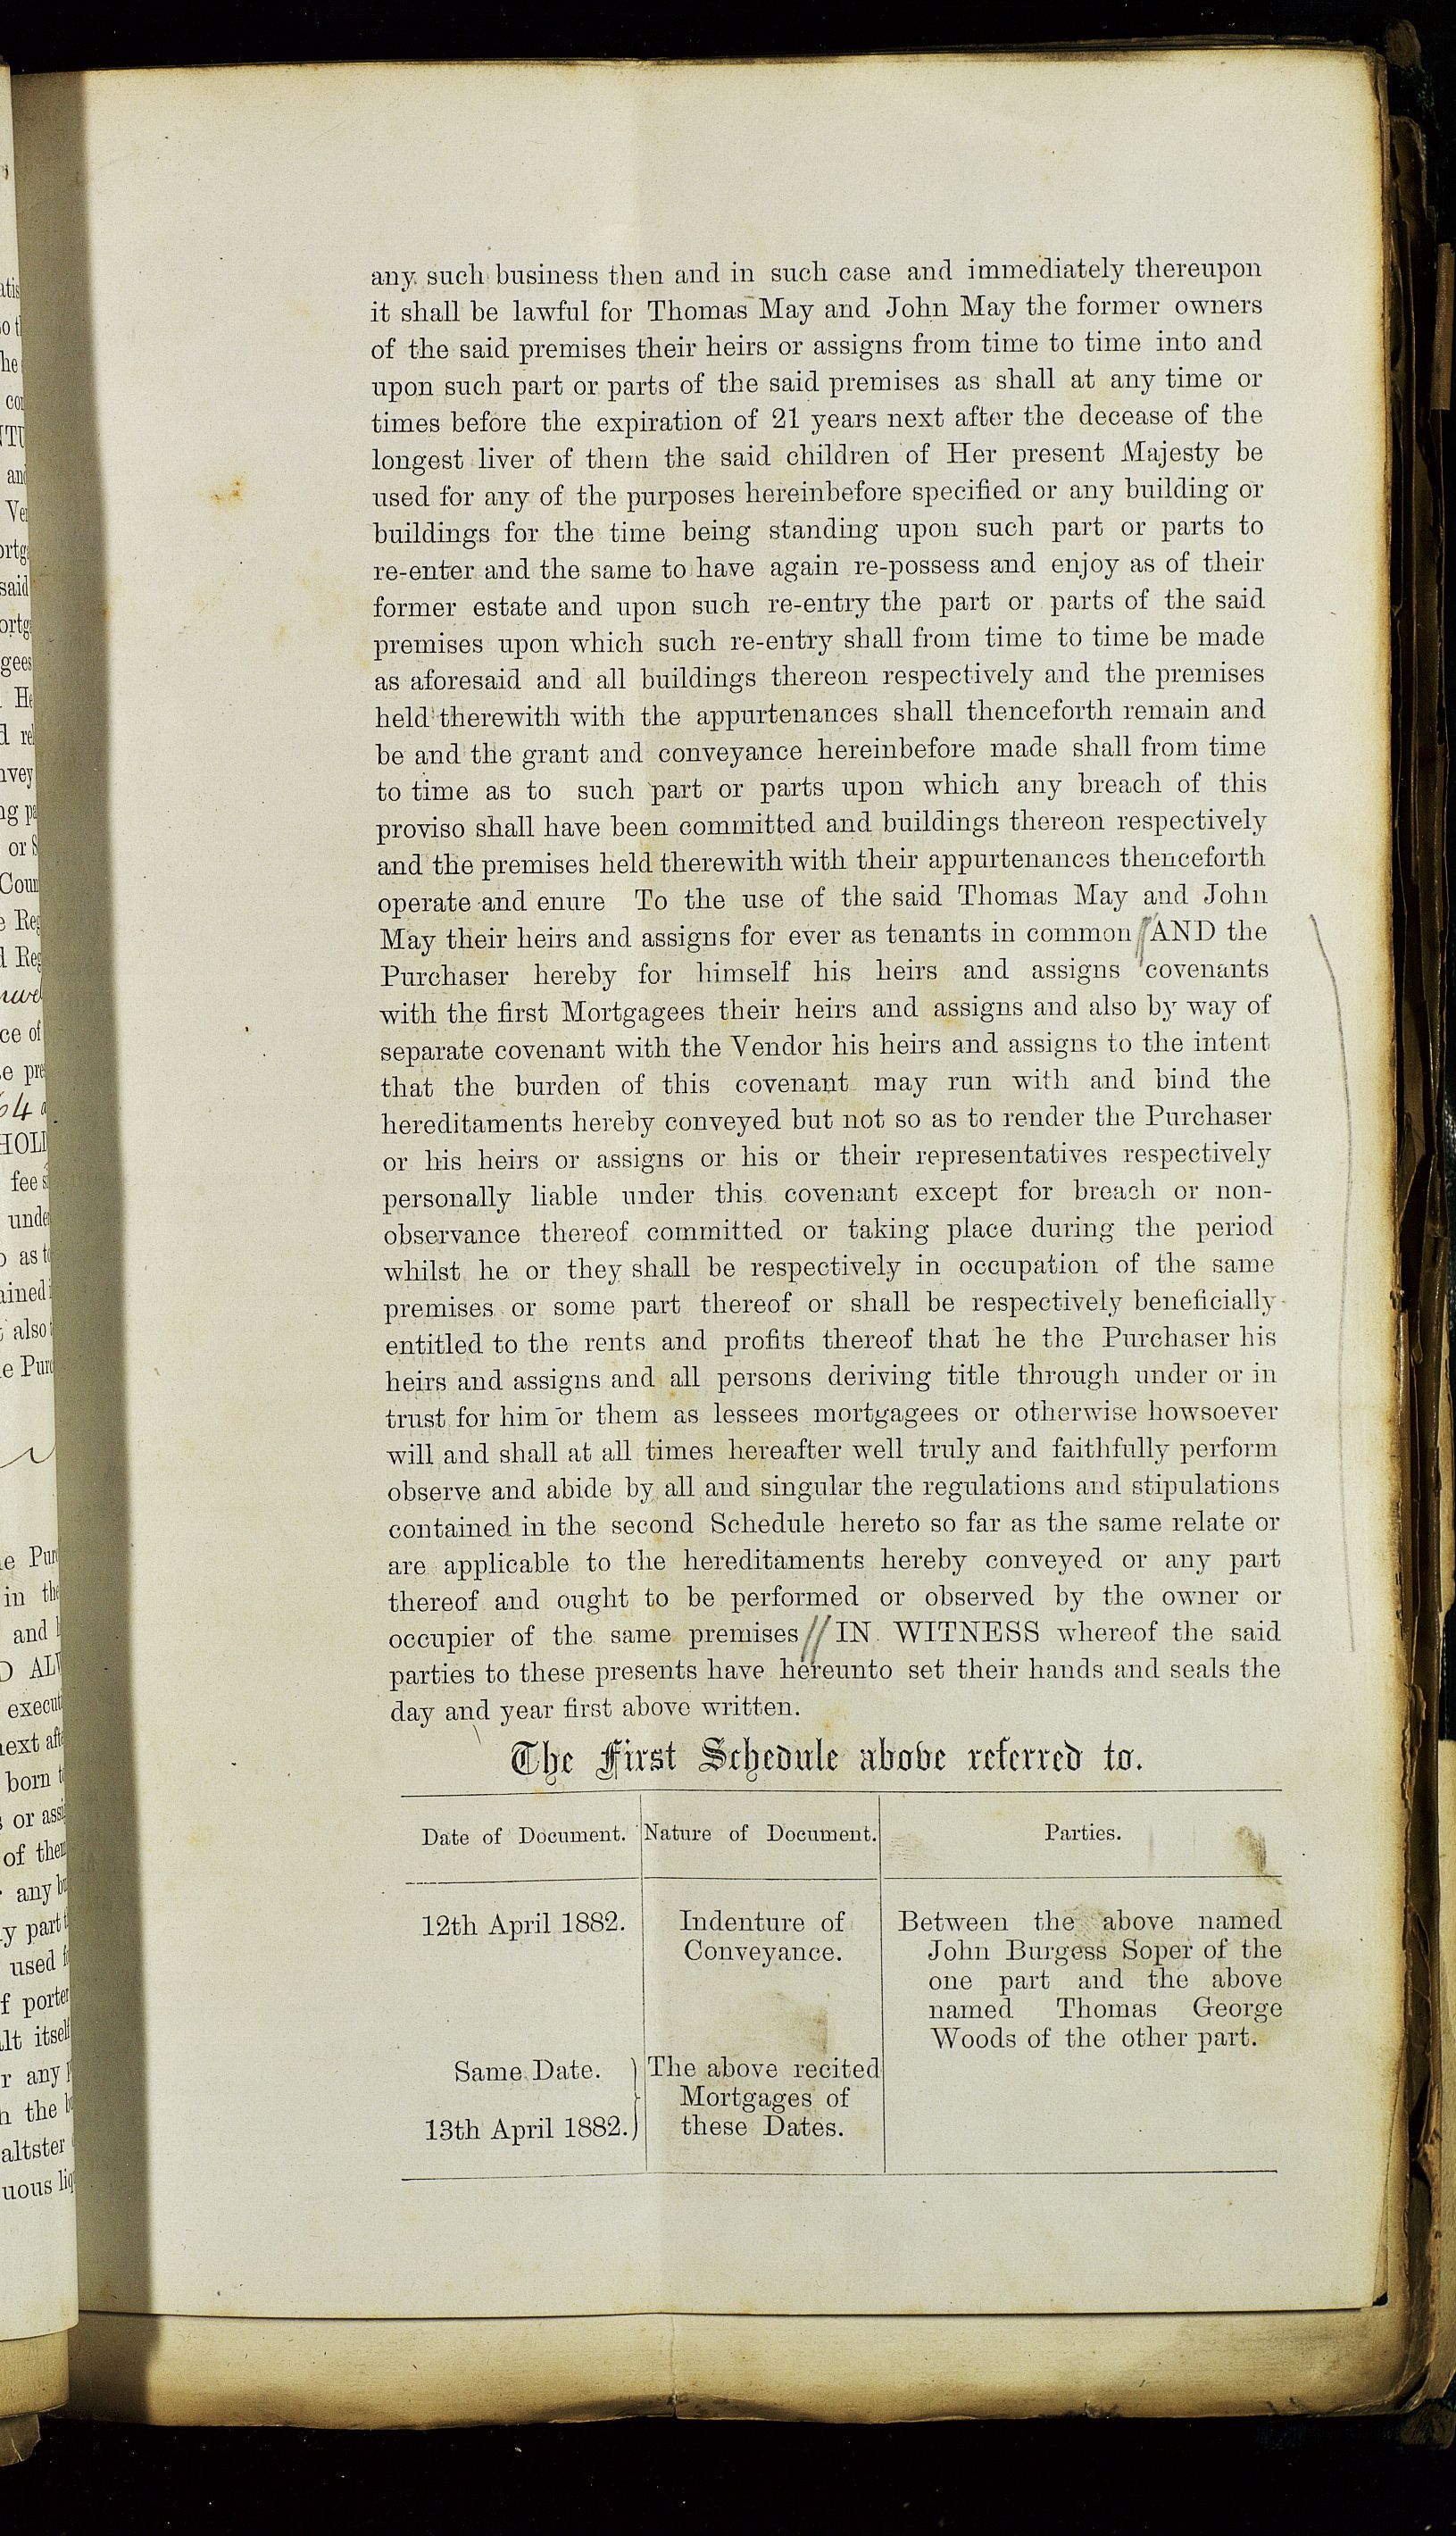 any such business then and in such case and immediately thereupon
it shall be lawful for Thomas May and John May the former owners
of the said premises their heirs or assigns from time to time into and
upon such part or parts of the said premises as shall at any time or
times before the expiration of 21 years next after the decease of the
longest liver of them the said children of Her present Majesty be
used for any of the purposes hereinbefore specified or any building or
buildings for the time being standing upon such part or parts to
re-enter and the same to have again re-possess and enjoy as of their
former estate and upon such re-entry the part or parts of the said
premises upon which such re-entry shall from time to time be made
as aforesaid and all buildings thereon respectively and the premises
held therewith with the appurtenances shall thenceforth remain and
be and the grant and conveyance hereinbefore made shall from time
to time as to such part or parts upon which any breach of this
proviso shall have been committed and buildings thereon respectively
and the premises held therewith with their appurtenances thenceforth
operate and enure To the use of the said Thomas May and John
May their heirs and assigns for ever as tenants in common // AND the
Purchaser hereby for himself his heirs and assigns covenants
with the first Mortgagees their heirs and assigns and also by way of
separate covenant with the Vendor his heirs and assigns to the intent
that the burden of this covenant may run with and bind the
hereditaments hereby conveyed but not so as to render the Purchaser
or his heirs or assigns or his or their representatives respectively
personally liable under this covenant except for breach or non-
observance thereof committed or taking place during the period
whilst he or they shall be respectively in occupation of the same
premises or some part thereof or shall be respectively beneficially
entitled to the rents and profits thereof that he the Purchaser his
heirs and assigns and all persons deriving title through under or in
trust for him or them as lessees mortgagees or otherwise howsoever
will and shall at all times hereafter well truly and faithfully perform
observe and abide by all and singular the regulations and stipulations
contained in the second Schedule hereto so far as the same relate or
are applicable to the hereditaments hereby conveyed or any part
thereof and ought to be performed or observed by the owner or
occupier of the same premises // IN WITNESS whereof the said
parties to these presents have hereunto set their hands and seals the
day and year first above written.
The First Schedule above referred to.
Date of Document. Nature of Document. Parties.
12th April 1882. Indenture of Between the above named
Conveyance. John Burgess Soper of the
one part and the above
named Thomas George
Woods of the other part.
Same Date. } The above recited
Mortgages of
13th April 1882. these Dates.